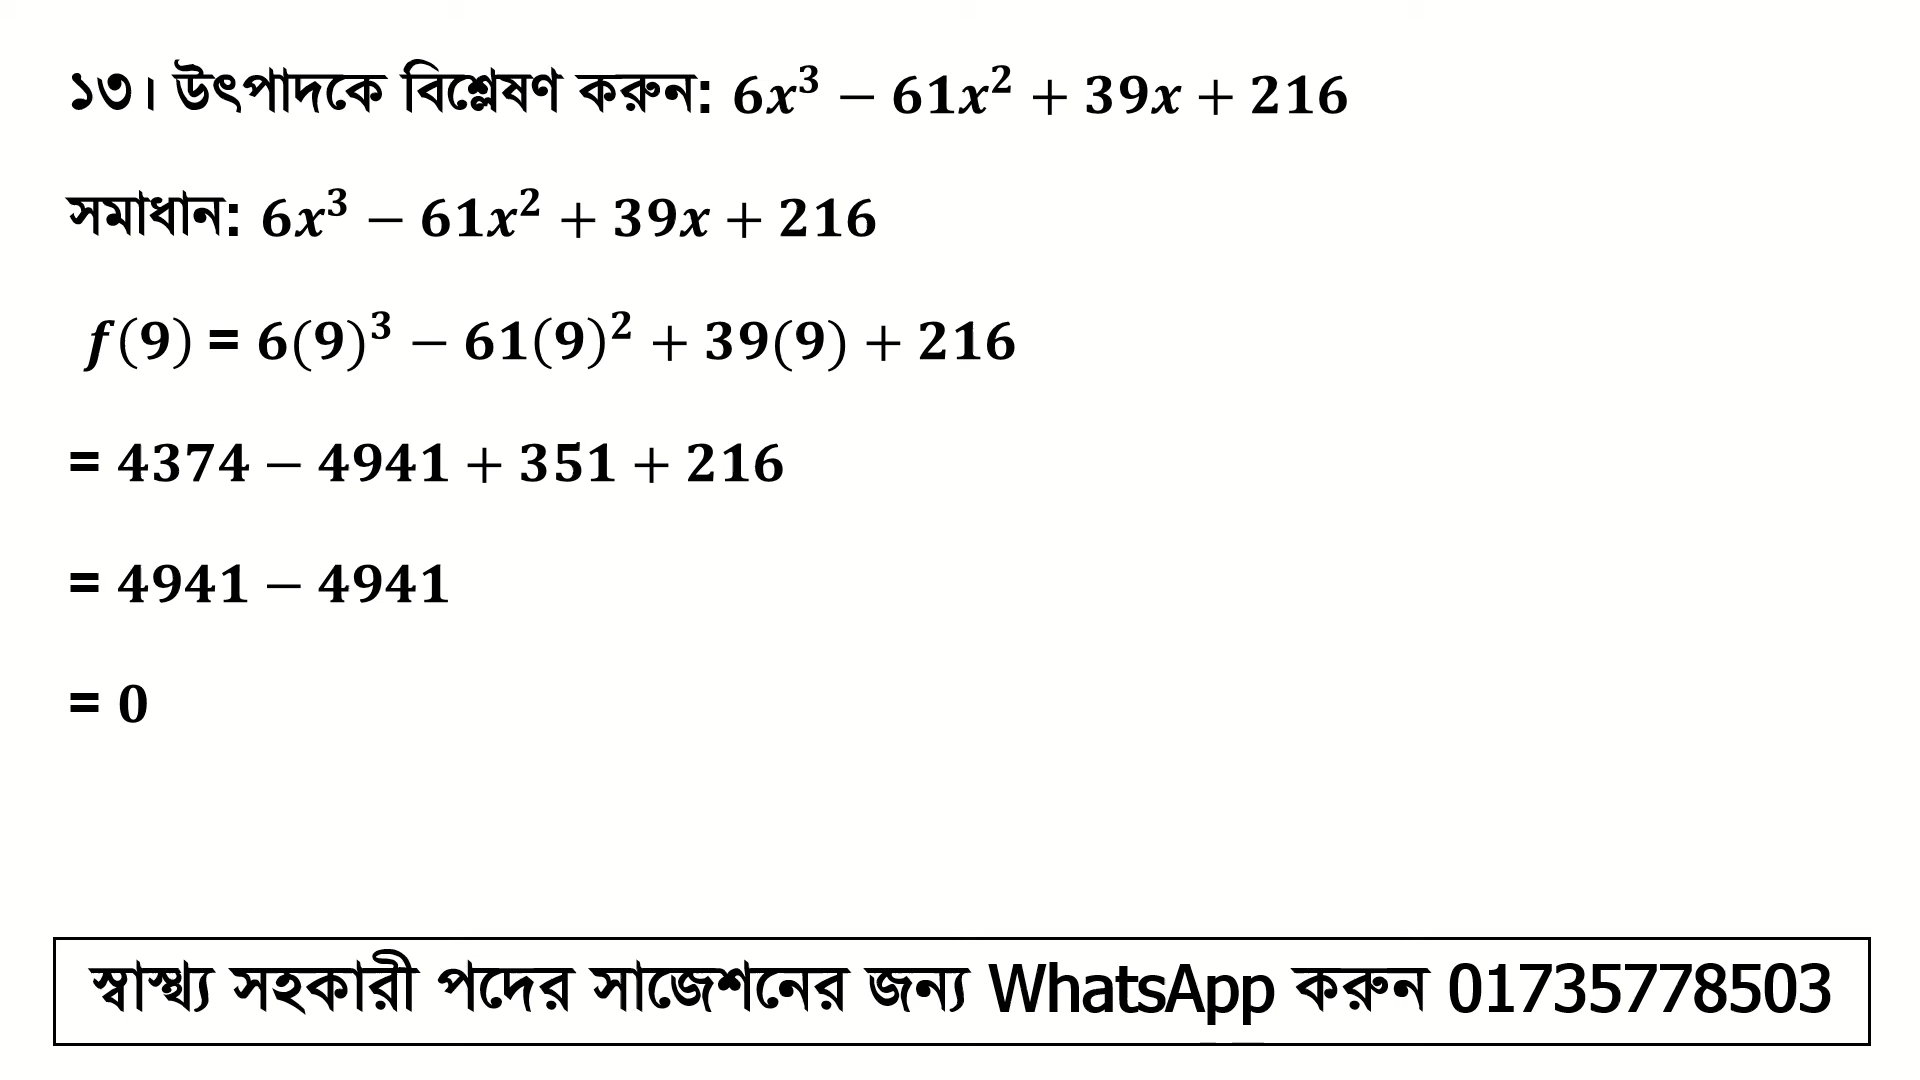 ১৩। উৎপাদকে বিশ্লেষণ করুন: 6x³ − 61x² + 39x + 216
সমাধান: 6x³ − 61x² + 39x + 216
f(9) = 6(9)³ − 61(9)² + 39(9) + 216
= 4374 − 4941 + 351 + 216
= 4941 − 4941
= 0
স্বাস্থ্য সহকারী পদের সাজেশনের জন্য WhatsApp করুন 01735778503